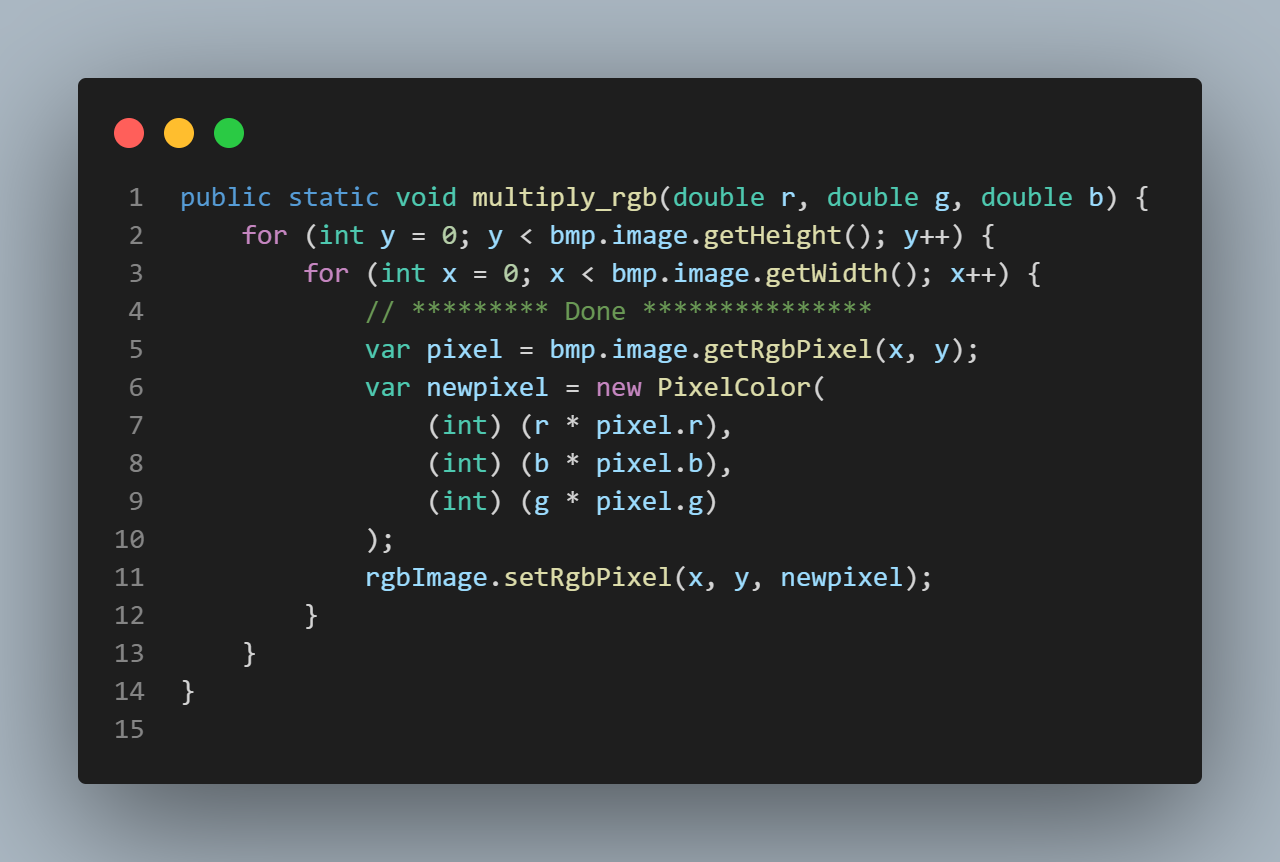 1 public static void multiply_rgb(double r, double g, double b) {
2     for (int y = 0; y < bmp.image.getHeight(); y++) {
3         for (int x = 0; x < bmp.image.getWidth(); x++) {
4             // ********* Done ***************
5             var pixel = bmp.image.getRgbPixel(x, y);
6             var newpixel = new PixelColor(
7                 (int) (r * pixel.r),
8                 (int) (b * pixel.b),
9                 (int) (g * pixel.g)
10             );
11             rgbImage.setRgbPixel(x, y, newpixel);
12         }
13     }
14 }
15